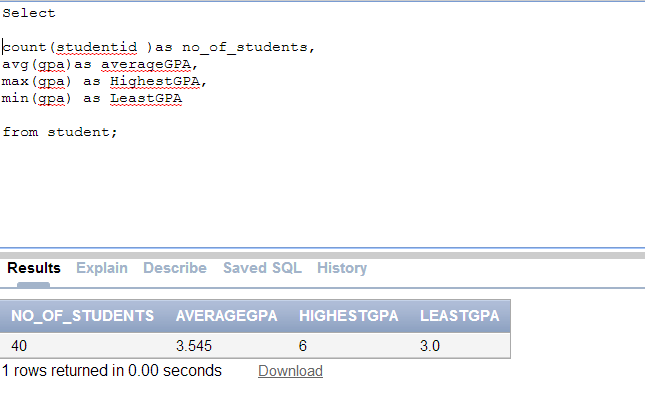 Select
count(studentid )as no_of_students,
avg(gpa)as averageGPA,
max(gpa) as HighestGPA,
min(gpa) as LeastGPA
from student;
Results Explain Describe Saved SQL History
NO_OF_STUDENTS AVERAGEGPA HIGHESTGPA LEASTGPA
40 3.545 6 3.0
1 rows returned in 0.00 seconds Download